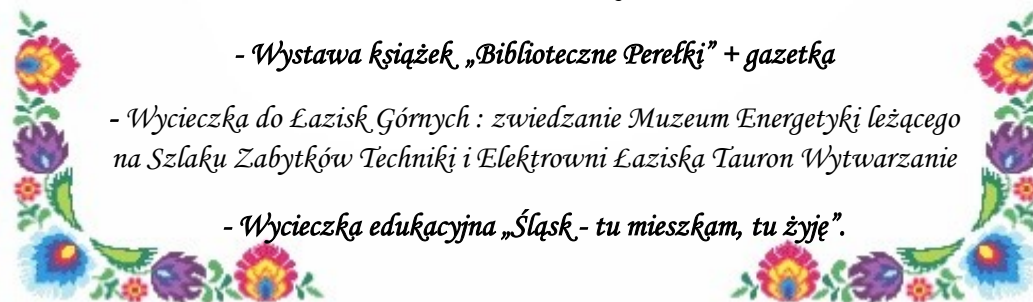 - Wystawa książek „Biblioteczne Perełki” + gazetka
- Wycieczka do Łazisk Górnych : zwiedzanie Muzeum Energetyki leżącego
na Szlaku Zabytków Techniki i Elektrowni Łaziska Tauron Wytwarzanie
- Wycieczka edukacyjna „Śląsk - tu mieszkam, tu żyję”.